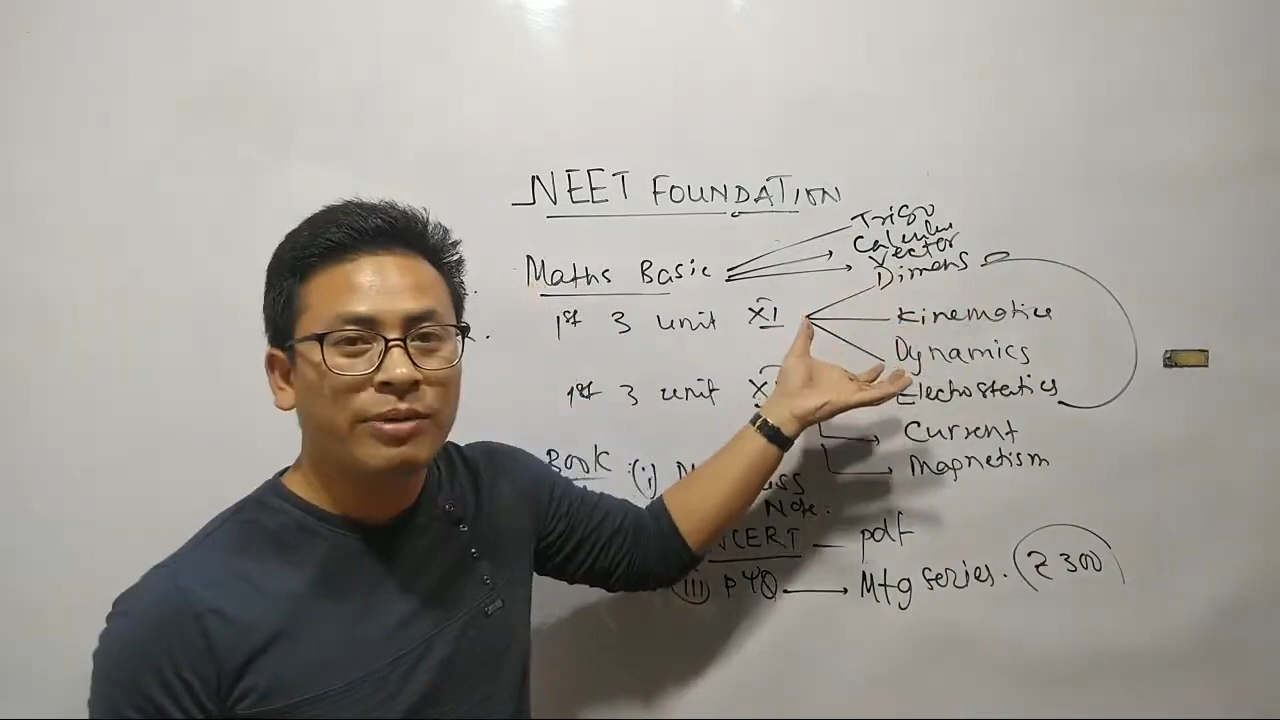 NEET FOUNDATION
Maths Basic
Trigo
Calculus
Vector
1st 3 unit XI
Dimens
Kinematics
Dynamics
1st 3 unit
Electrostatics
Current
Magnetism
Book (i)
Note.
NCERT — pdf
(III) PYQ → Mtg series. ₹300